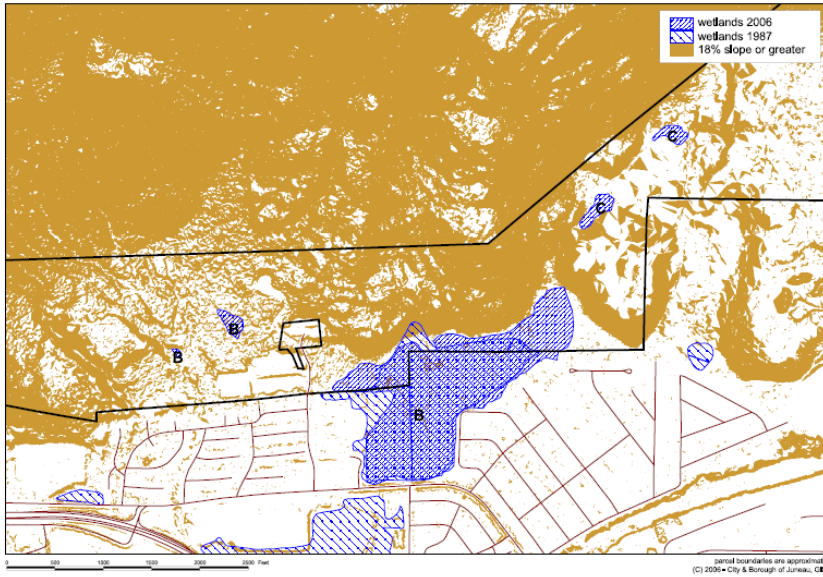 wetlands 2006
wetlands 1987
18% slope or greater
C
C
B
B
B
0 500 1000 1500 2000 2500 Feet
parcel boundaries are approximat
(C) 2006 - City & Borough of Juneau, GI